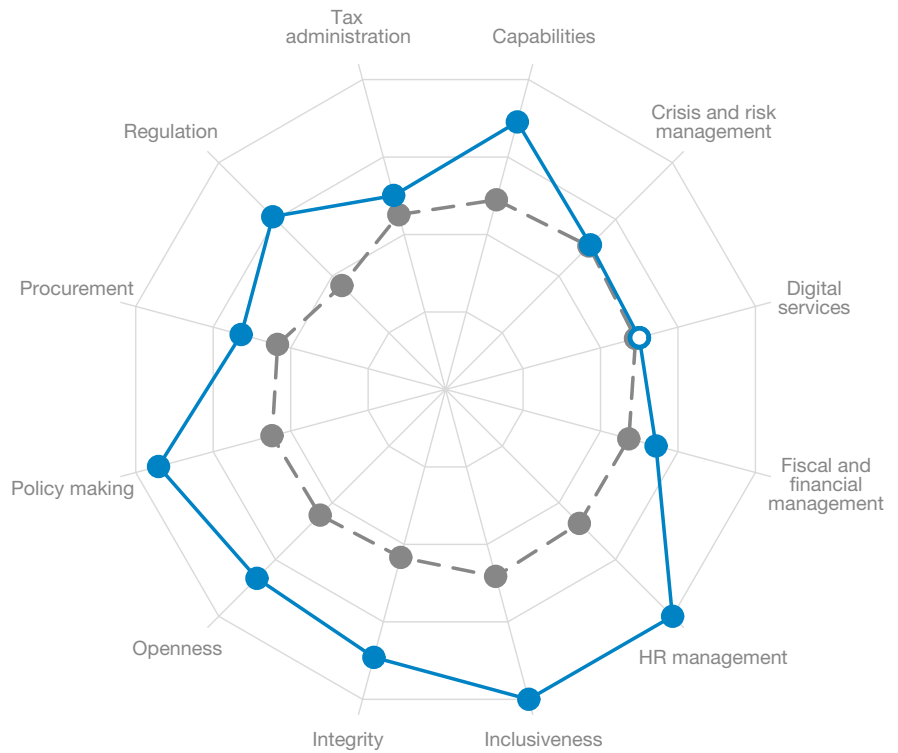 Tax
administration
Capabilities
Crisis and risk
management
Regulation
Procurement
Digital
services
Policy making
Fiscal and
financial
management
Openness
HR management
Integrity
Inclusiveness